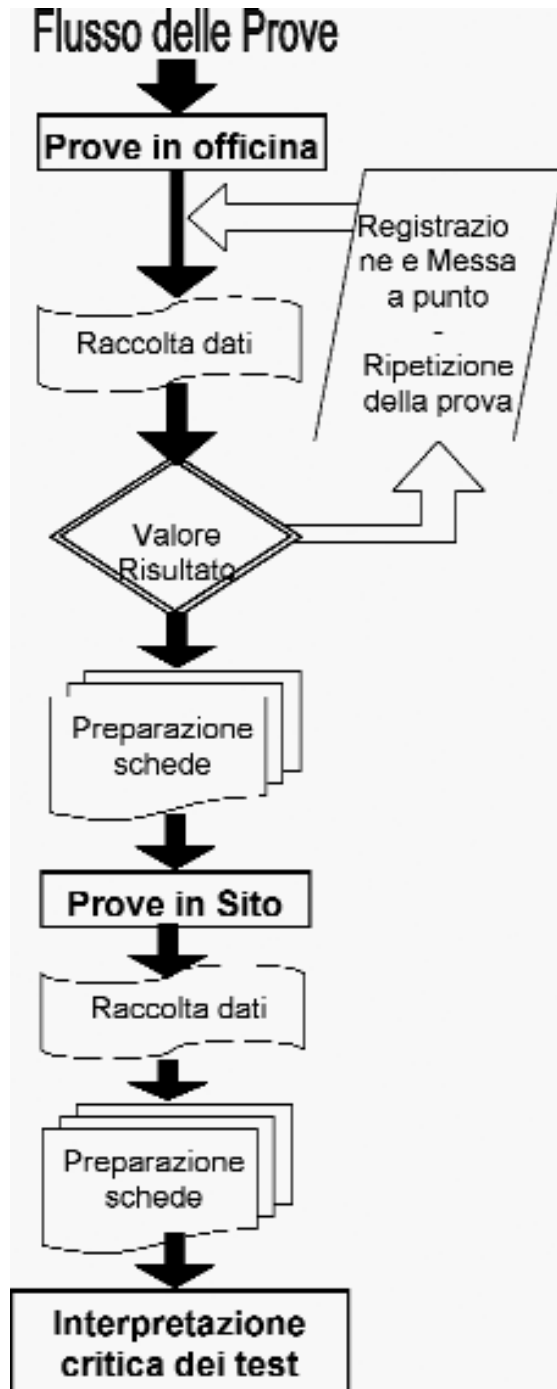 Flusso delle Prove
Prove in officina
Registrazio
ne e Messa
a punto
-
Ripetizione
della prova
Raccolta dati
Valore
Risultato
Preparazione
schede
Prove in Sito
Raccolta dati
Preparazione
schede
Interpretazione
critica dei test